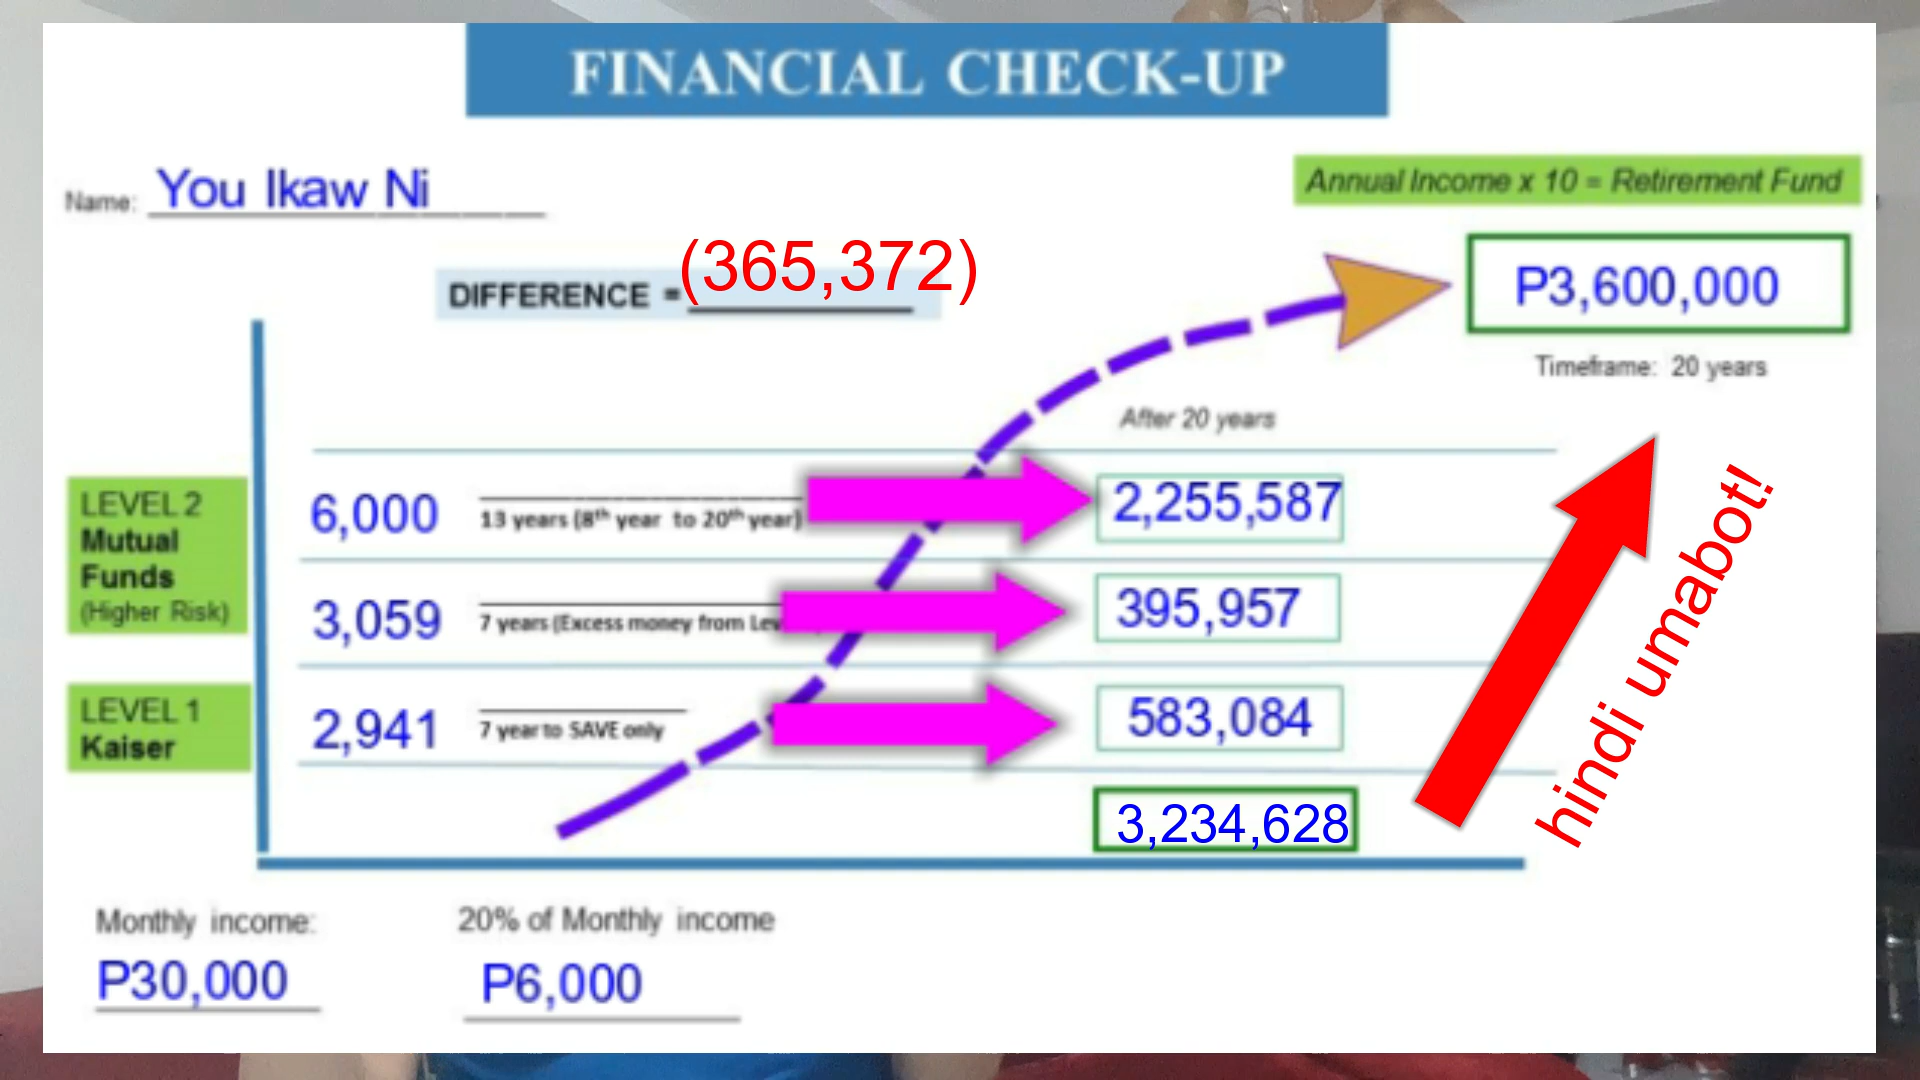 FINANCIAL CHECK-UP
Name: You Ikaw Ni
Annual Income x 10 = Retirement Fund
DIFFERENCE = (365,372)
P3,600,000
Timeframe: 20 years
After 20 years
LEVEL 2
Mutual
Funds
(Higher Risk)
6,000 13 years (8th year to 20th year) 2,255,587
3,059 7 years (Excess money from 395,957
LEVEL 1
Kaiser
2,941 7 year to SAVE only 583,084
3,234,628
hindi umabot!
Monthly income: 20% of Monthly income
P30,000 P6,000